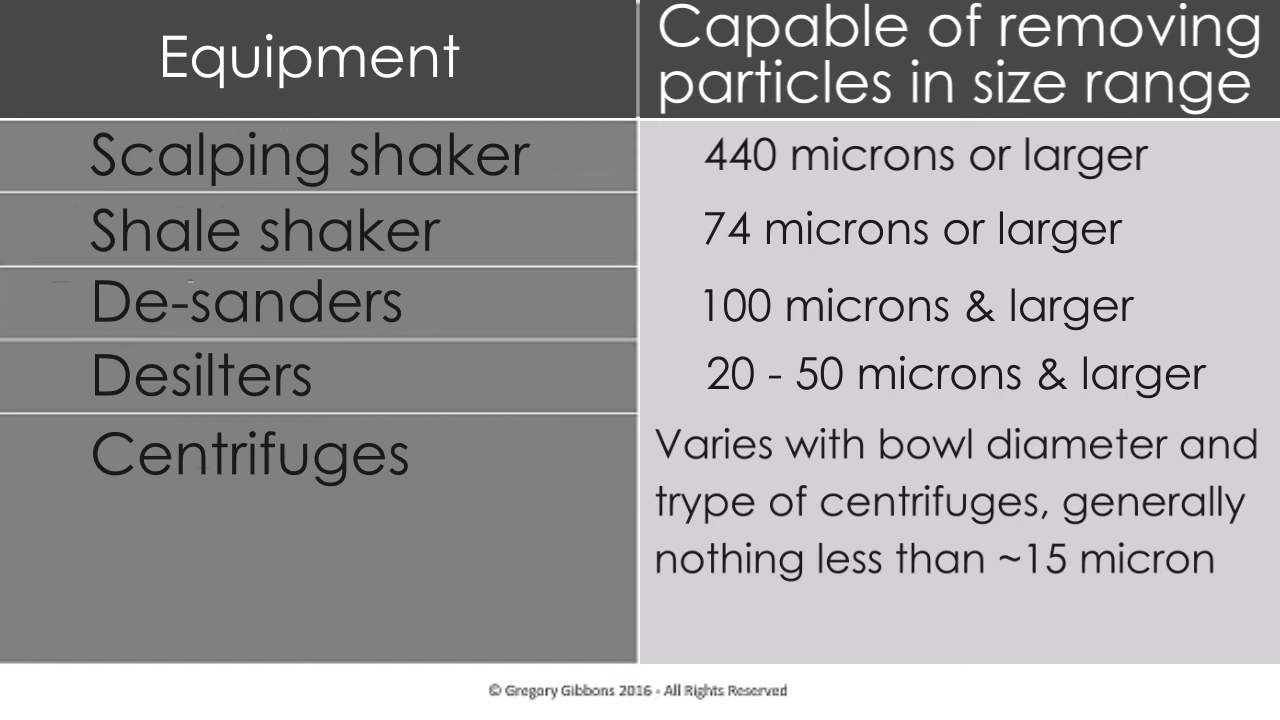 Equipment
Capable of removing
particles in size range
Scalping shaker
440 microns or larger
Shale shaker
74 microns or larger
De-sanders
100 microns & larger
Desilters
20 - 50 microns & larger
Centrifuges
Varies with bowl diameter and
trype of centrifuges, generally
nothing less than ~15 micron
© Gregory Gibbons 2016 - All Rights Reserved